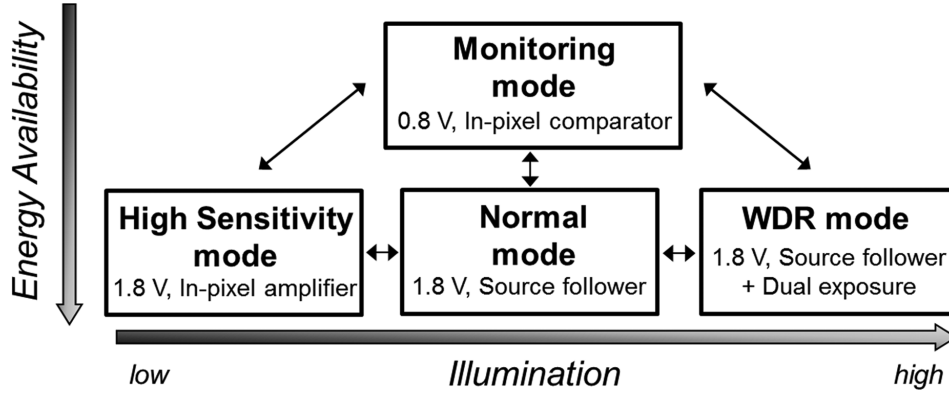 Energy Availability
Monitoring
mode
0.8 V, In-pixel comparator
High Sensitivity
mode
1.8 V, In-pixel amplifier
Normal
mode
1.8 V, Source follower
WDR mode
1.8 V, Source follower
+ Dual exposure
low
Illumination
high